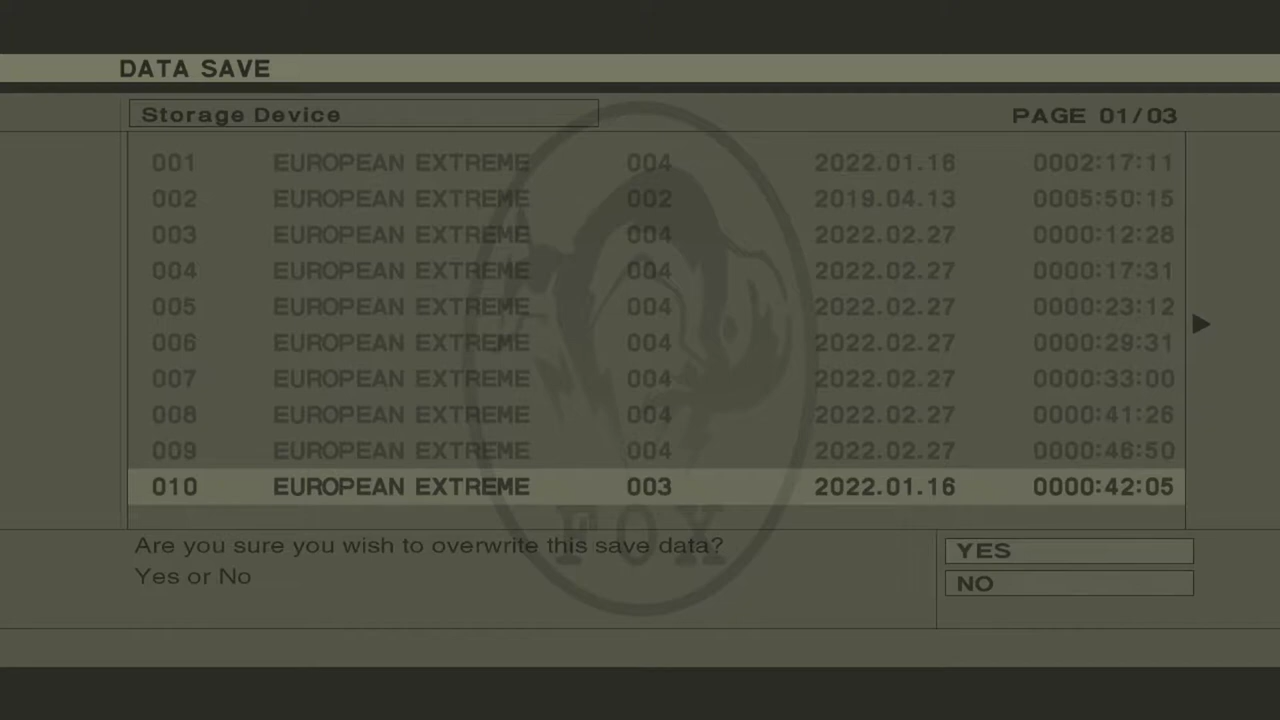 DATA SAVE
Storage Device PAGE 01/03
001 EUROPEAN EXTREME 004 2022.01.16 0002:17:11
002 EUROPEAN EXTREME 002 2019.04.13 0005:50:15
003 EUROPEAN EXTREME 004 2022.02.27 0000:12:28
004 EUROPEAN EXTREME 004 2022.02.27 0000:17:31
005 EUROPEAN EXTREME 004 2022.02.27 0000:23:12
006 EUROPEAN EXTREME 004 2022.02.27 0000:29:31
007 EUROPEAN EXTREME 004 2022.02.27 0000:33:00
008 EUROPEAN EXTREME 004 2022.02.27 0000:41:26
009 EUROPEAN EXTREME 004 2022.02.27 0000:46:50
010 EUROPEAN EXTREME 003 2022.01.16 0000:42:05
FOX
Are you sure you wish to overwrite this save data?
Yes or No
YES
NO